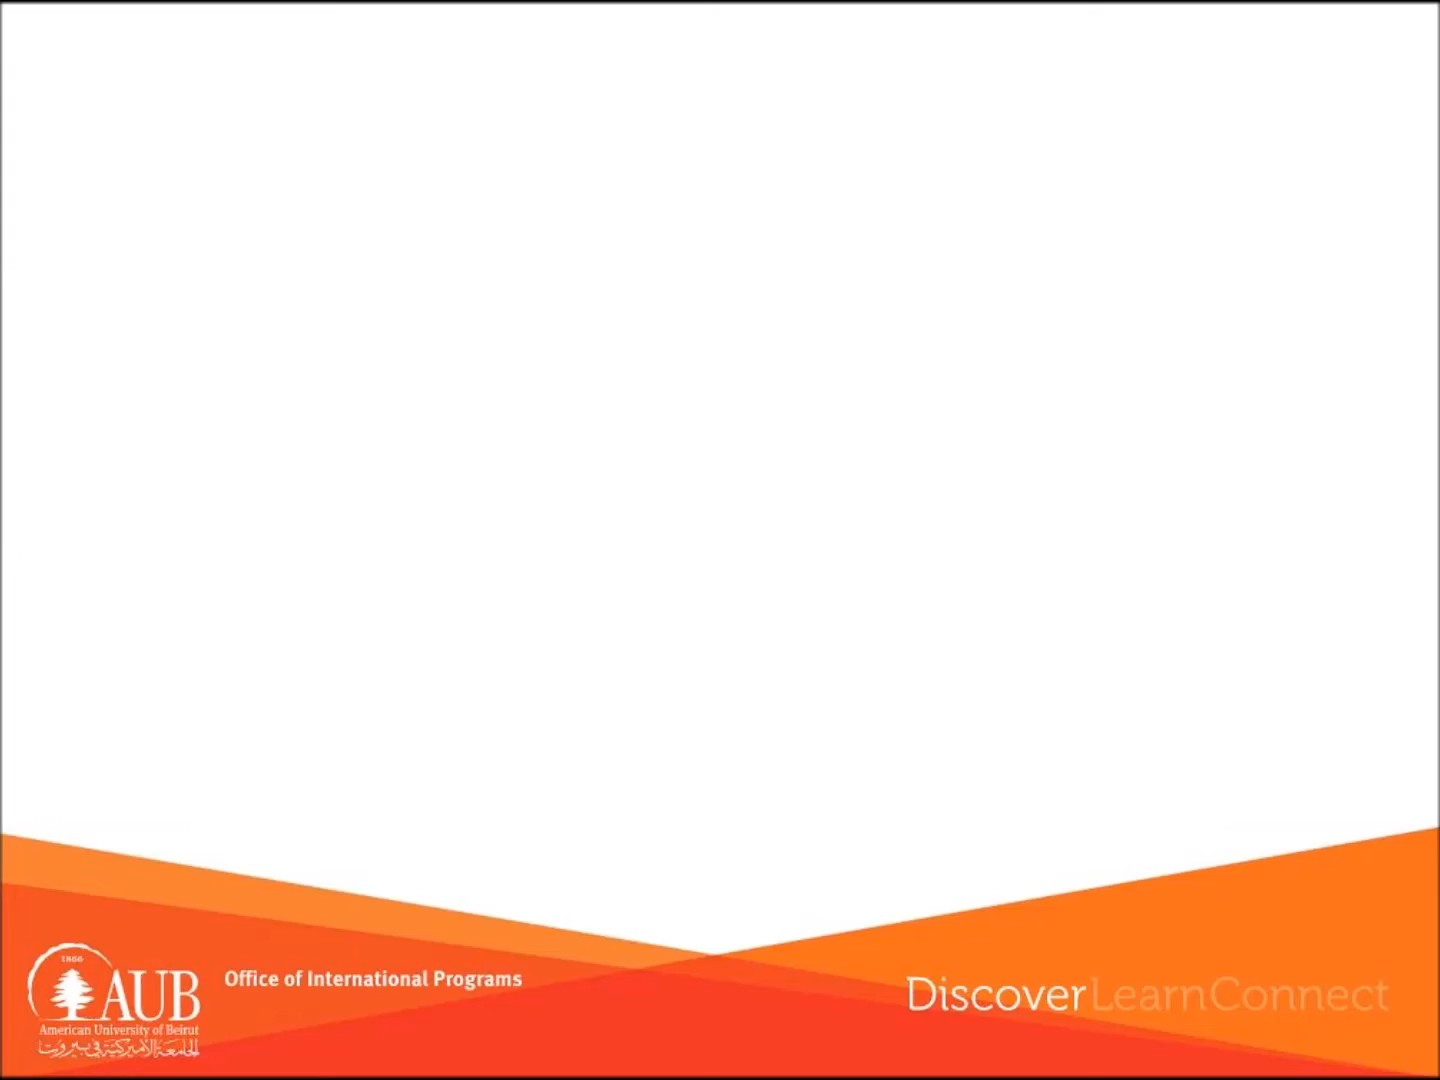 1866
AUB
American University of Beirut
الجامعة الأميركية في بيروت
Office of International Programs
DiscoverLearnConnect